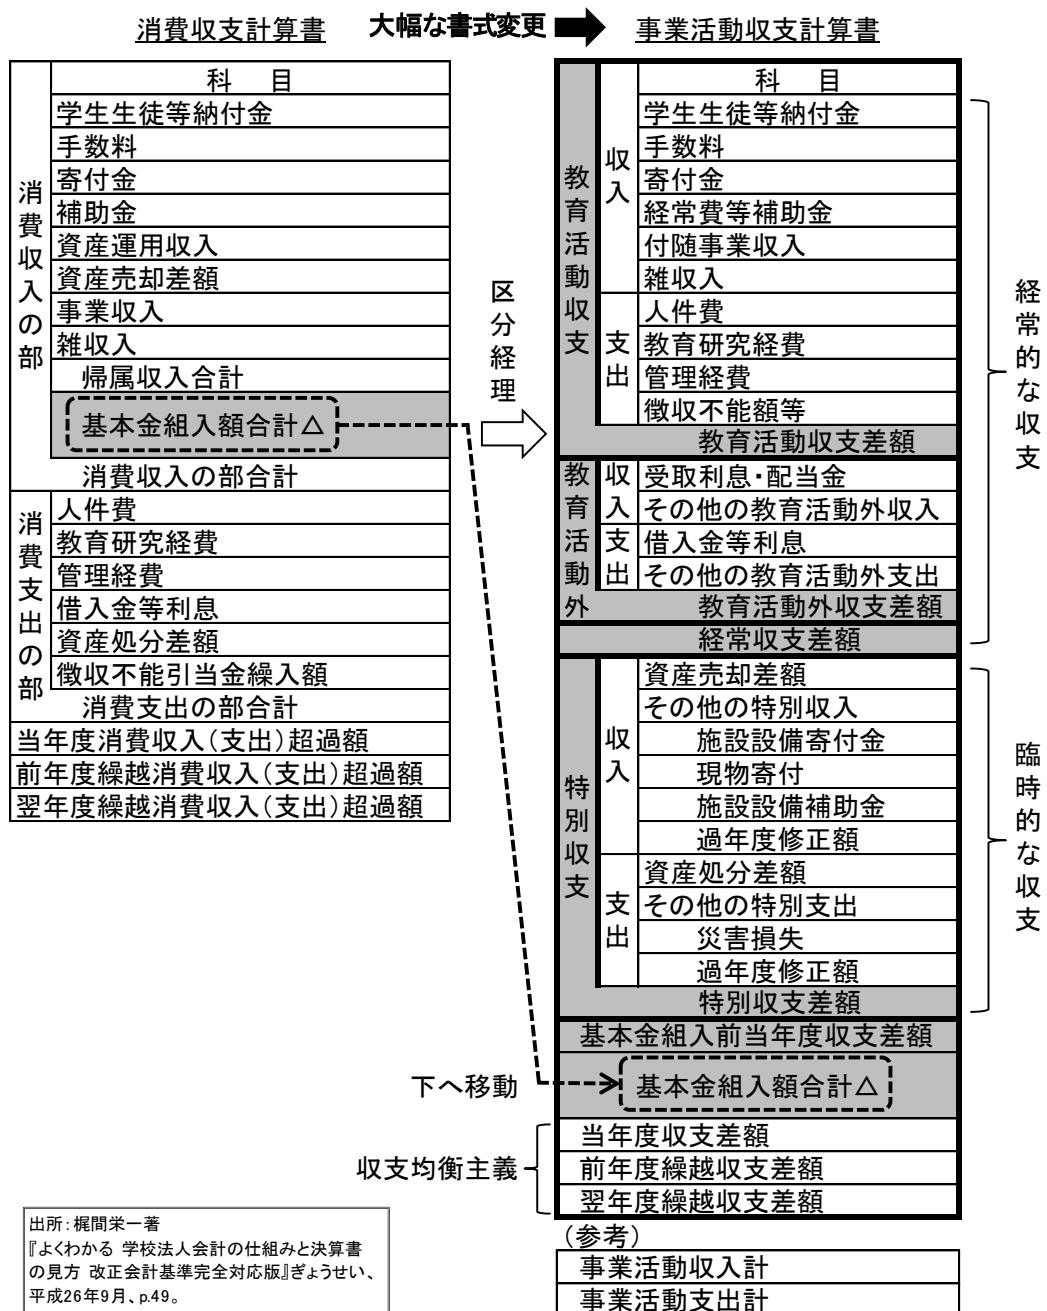 消費収支計算書
大幅な書式変更
事業活動収支計算書
消費収入の部
科 目
学生生徒等納付金
手数料
寄付金
補助金
資産運用収入
資産売却差額
事業収入
雑収入
帰属収入合計
基本金組入額合計△
消費収入の部合計
消費支出の部
人件費
教育研究経費
管理経費
借入金等利息
資産処分差額
徴収不能引当金繰入額
消費支出の部合計
当年度消費収入(支出)超過額
前年度繰越消費収入(支出)超過額
翌年度繰越消費収入(支出)超過額
区分経理
教育活動収支
収入
科 目
学生生徒等納付金
手数料
寄付金
経常費等補助金
付随事業収入
雑収入
支出
人件費
教育研究経費
管理経費
徴収不能額等
教育活動収支差額
教育活動外
収入
受取利息・配当金
その他の教育活動外収入
支出
借入金等利息
その他の教育活動外支出
教育活動外収支差額
経常収支差額
経常的な収支
特別収支
収入
資産売却差額
その他の特別収入
施設設備寄付金
現物寄付
施設設備補助金
過年度修正額
支出
資産処分差額
その他の特別支出
災害損失
過年度修正額
特別収支差額
臨時的な収支
基本金組入前当年度収支差額
下へ移動
基本金組入額合計△
収支均衡主義
当年度収支差額
前年度繰越収支差額
翌年度繰越収支差額
(参考)
事業活動収入計
事業活動支出計
出所:梶間栄一著
『よくわかる 学校法人会計の仕組みと決算書
の見方 改正会計基準完全対応版』ぎょうせい、
平成26年9月、p.49。